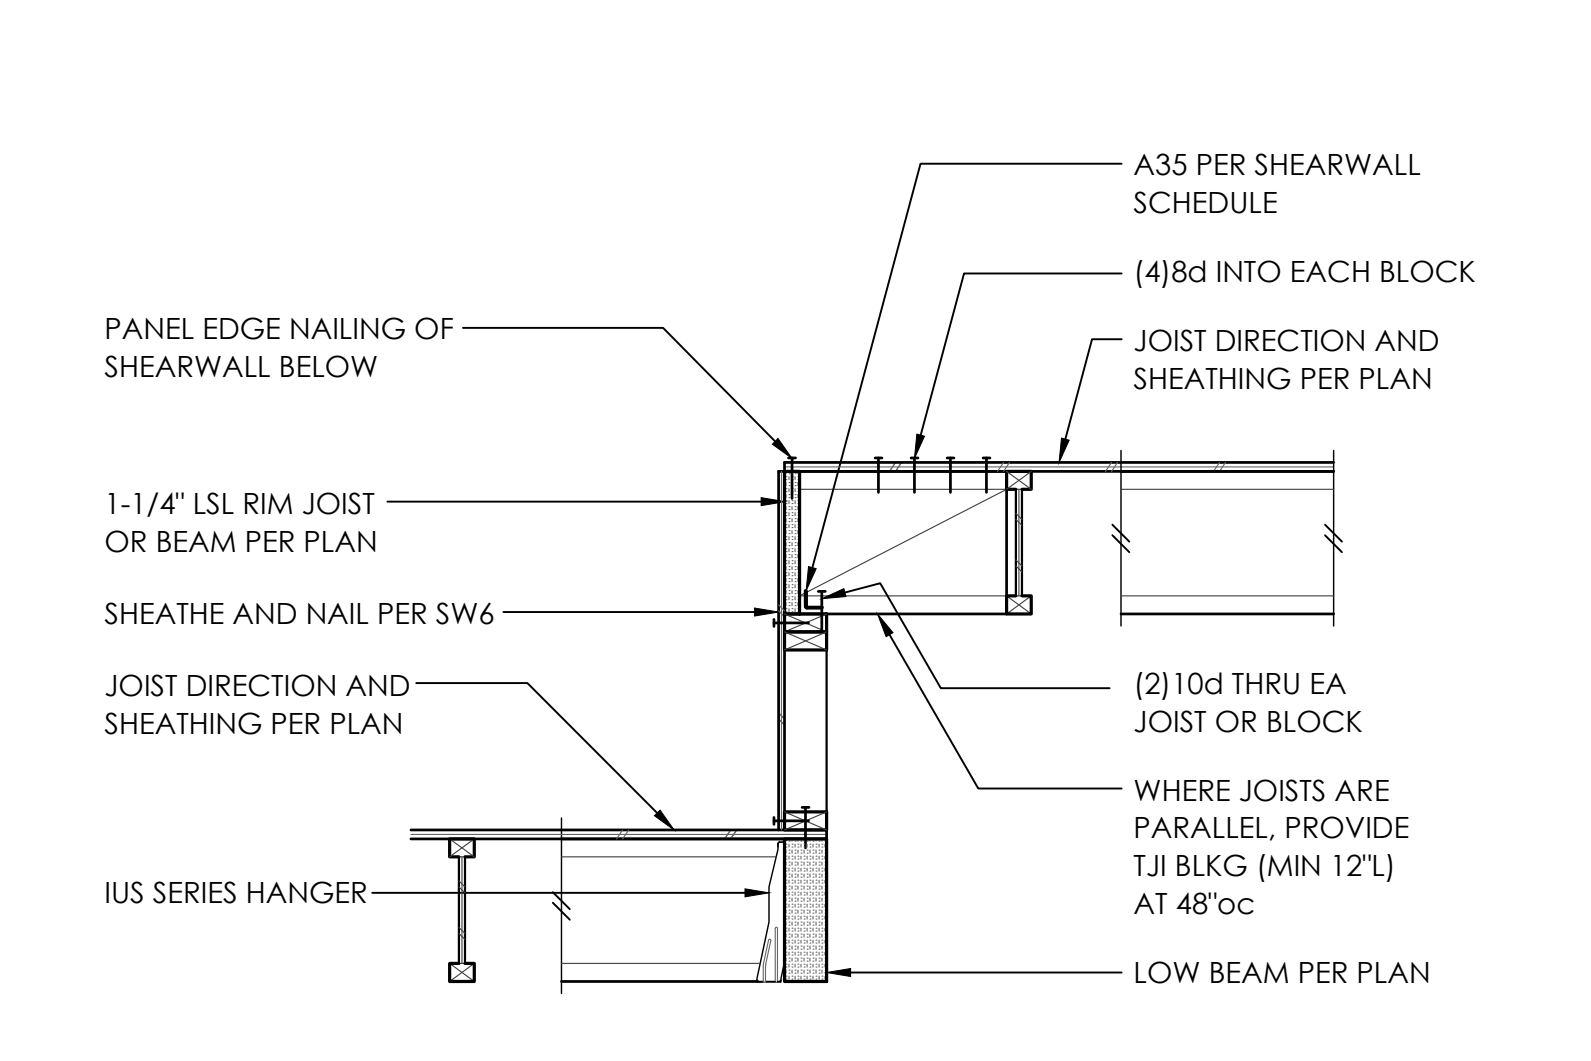 PANEL EDGE NAILING OF
SHEARWALL BELOW
1-1/4" LSL RIM JOIST
OR BEAM PER PLAN
SHEATHE AND NAIL PER SW6
JOIST DIRECTION AND
SHEATHING PER PLAN
IUS SERIES HANGER
A35 PER SHEARWALL
SCHEDULE
(4)8d INTO EACH BLOCK
JOIST DIRECTION AND
SHEATHING PER PLAN
(2)10d THRU EA
JOIST OR BLOCK
WHERE JOISTS ARE
PARALLEL, PROVIDE
TJI BLKG (MIN 12"L)
AT 48"oc
LOW BEAM PER PLAN